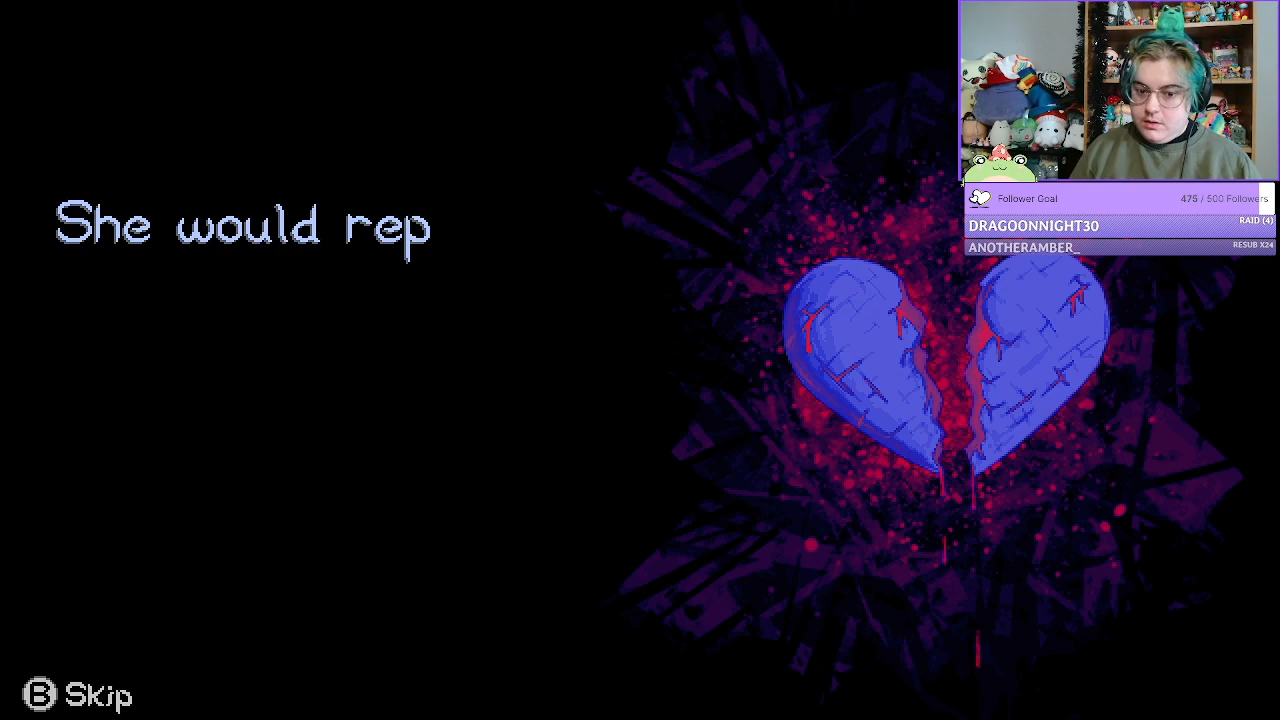 She would rep
Follower Goal
475 / 500 Followers
DRAGOONNIGHT30
RAID (4)
ANOTHERAMBER_
RESUB X24
B Skip